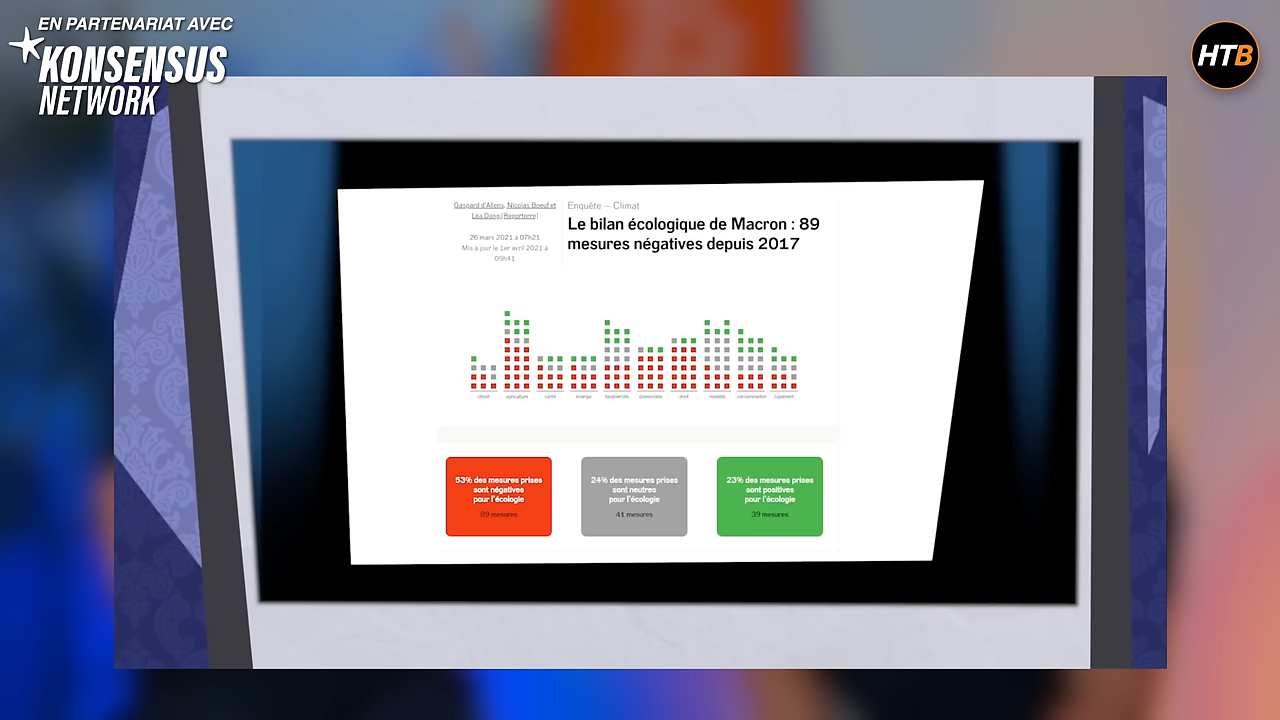 EN PARTENARIAT AVEC
KONSENSUS
NETWORK
HTB
Gaspard d'Allens, Nicolas Boeuf et
Léa Dang (Reporterre)
26 mars 2021 à 07h21
Mis à jour le 1er avril 2021 à
09h41
Enquête — Climat
Le bilan écologique de Macron : 89
mesures négatives depuis 2017
climat agriculture santé énergie biodiversité démocratie droit mobilité consommation logement
53% des mesures prises
sont négatives
pour l'écologie
89 mesures
24% des mesures prises
sont neutres
pour l'écologie
41 mesures
23% des mesures prises
sont positives
pour l'écologie
39 mesures